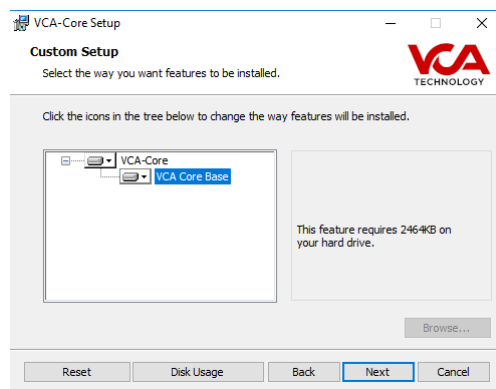 VCA-Core Setup
Custom Setup
Select the way you want features to be installed.
VCA
TECHNOLOGY
Click the icons in the tree below to change the way features will be installed.
VCA-Core
VCA Core Base
This feature requires 2464KB on
your hard drive.
Browse...
Reset
Disk Usage
Back
Next
Cancel